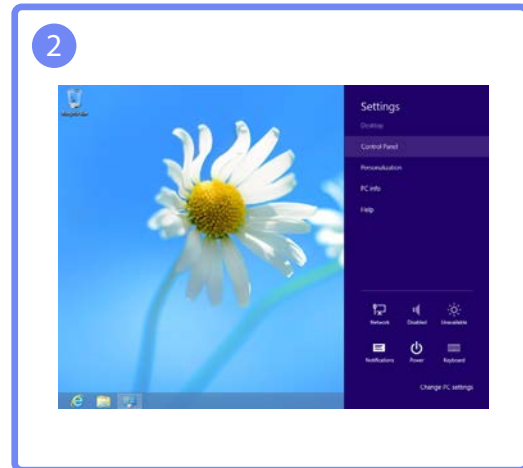 2
Settings
Desktop
Control Panel
Personalization
PC info
Help
Network
Disabled
Unavailable
Notifications
Power
Keyboard
Change PC settings